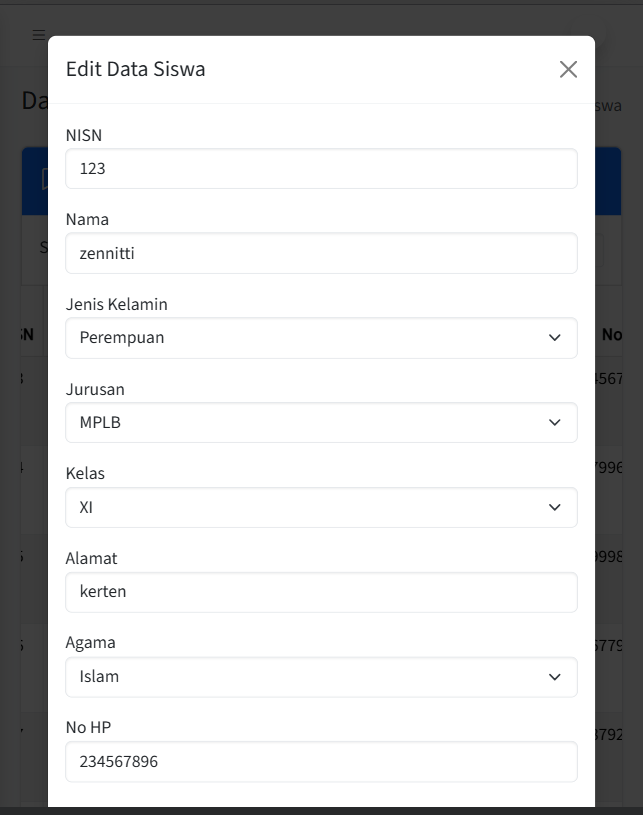 Edit Data Siswa
NISN
123
Nama
zennitti
Jenis Kelamin
Perempuan
Jurusan
MPLB
Kelas
XI
Alamat
kerten
Agama
Islam
No HP
234567896